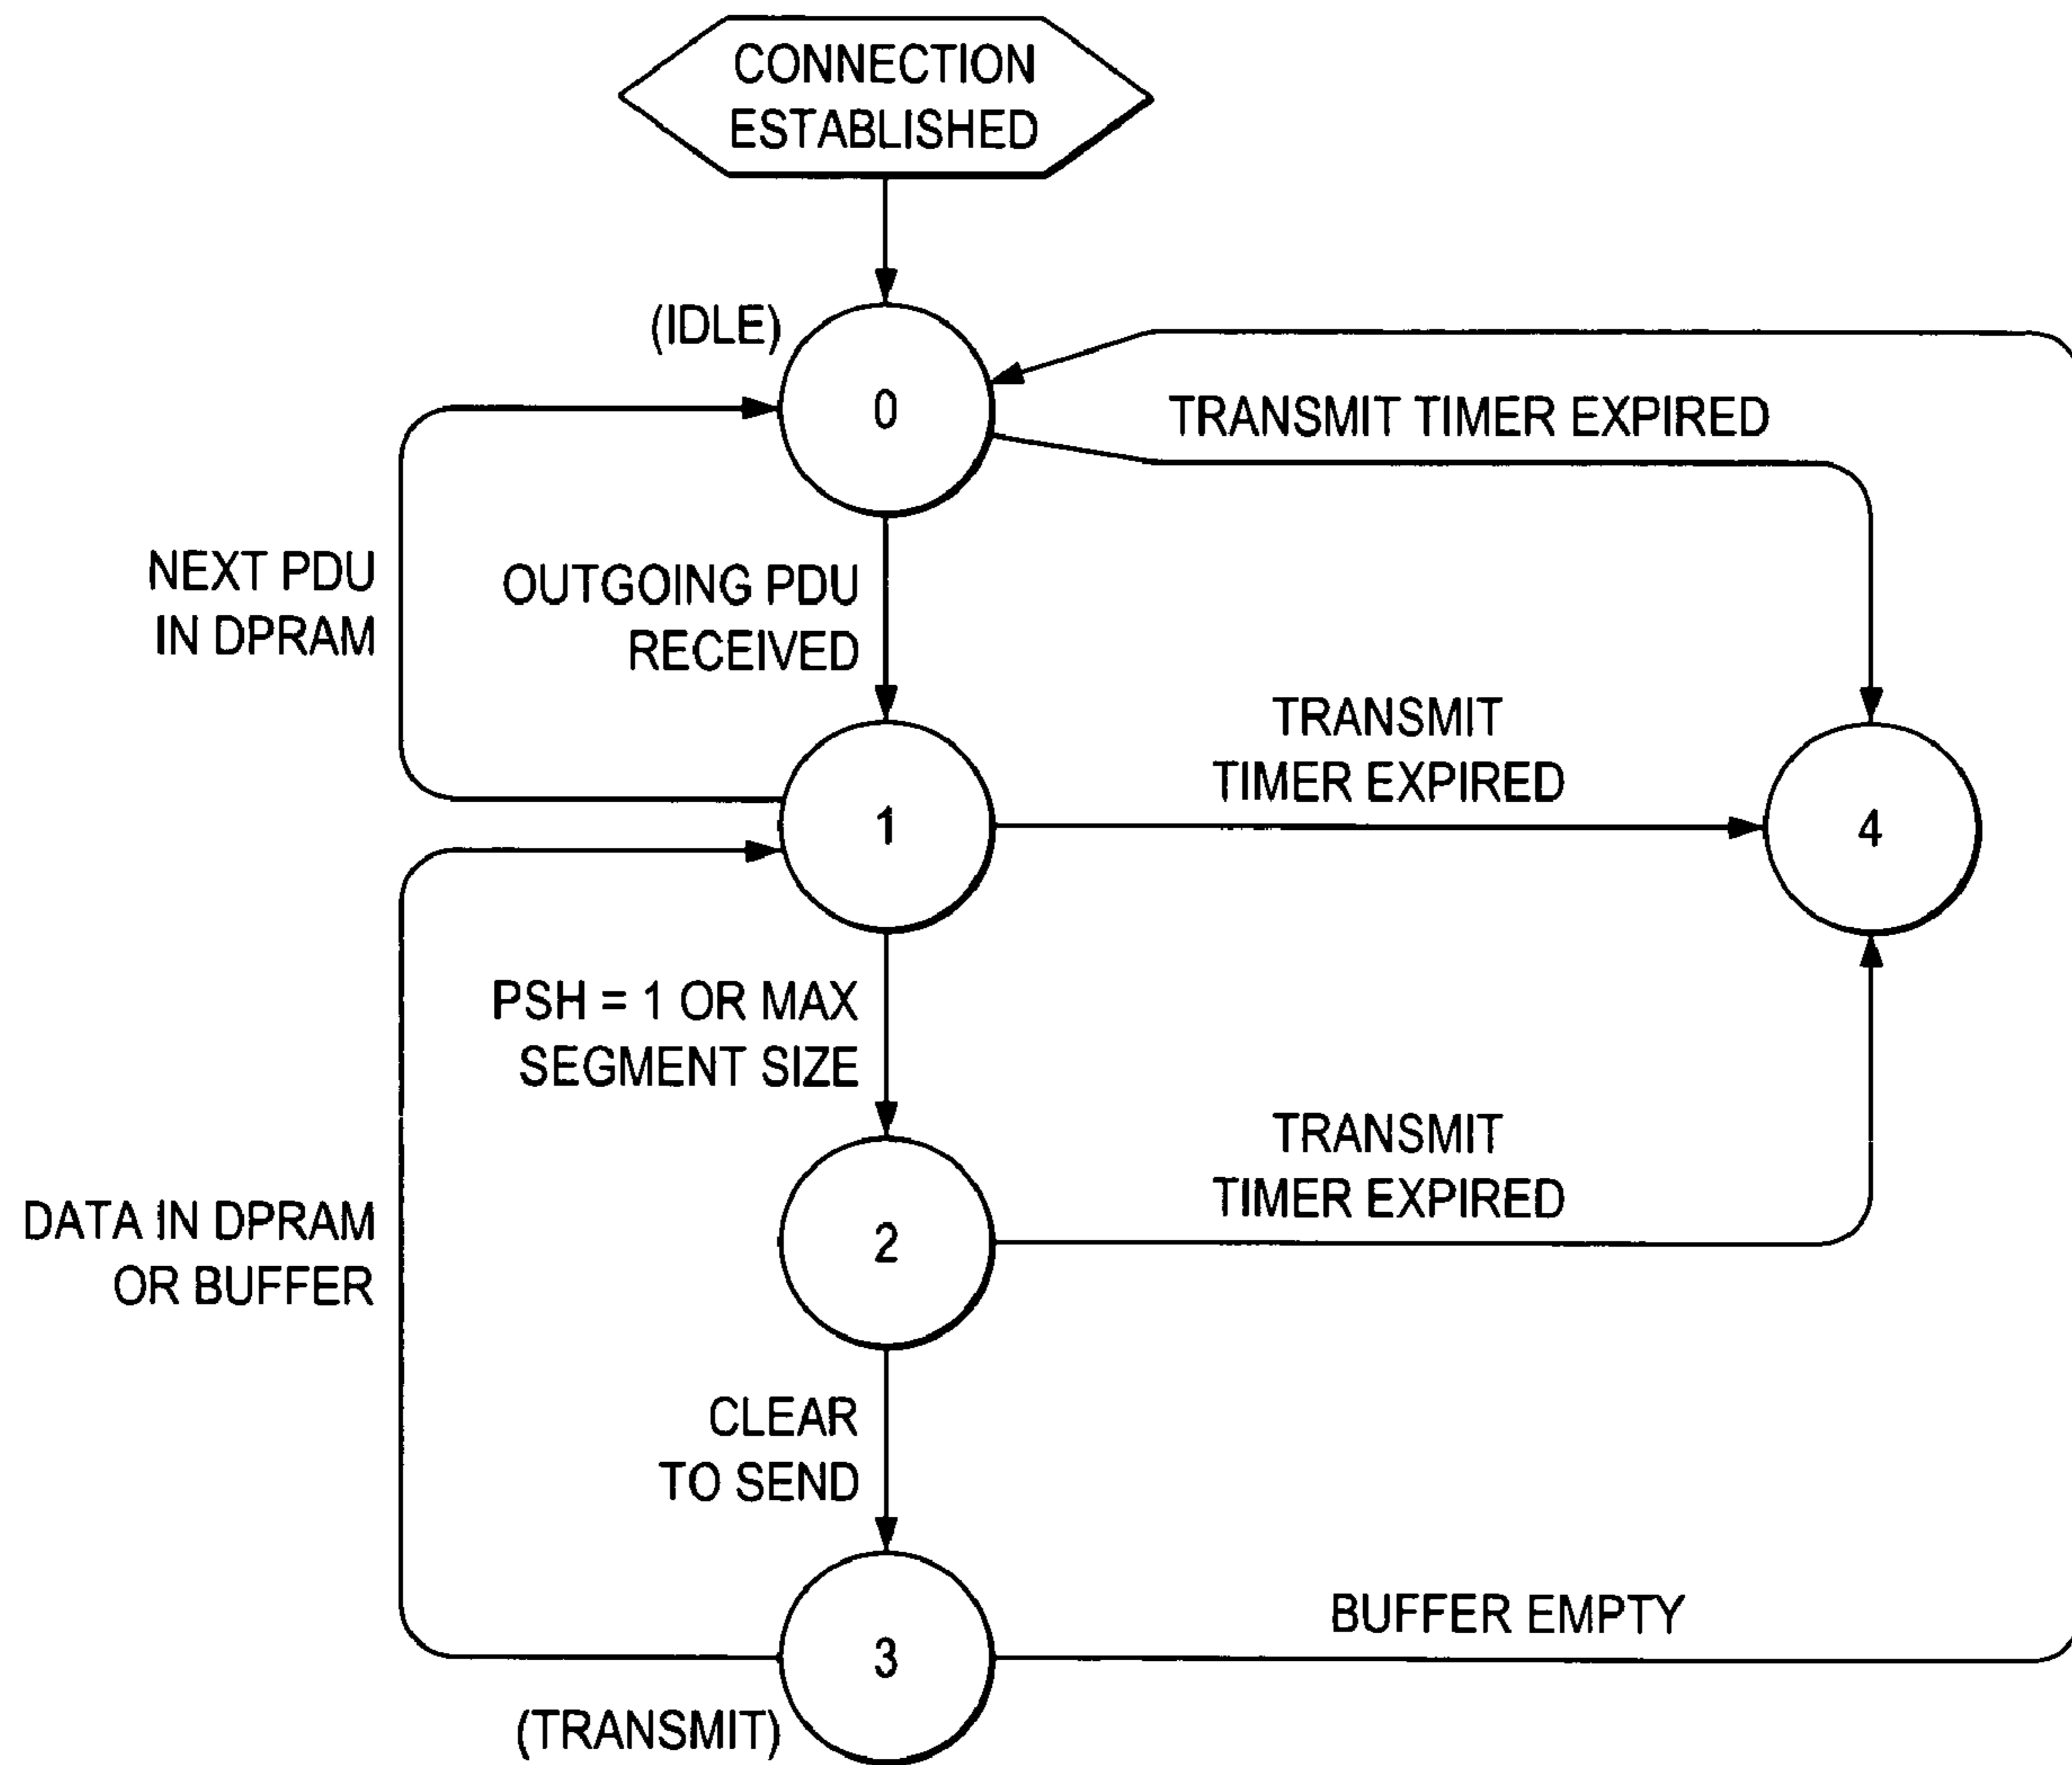 CONNECTION
ESTABLISHED
(IDLE)
0
TRANSMIT TIMER EXPIRED
NEXT PDU
IN DPRAM
OUTGOING PDU
RECEIVED
TRANSMIT
TIMER EXPIRED
1
4
PSH = 1 OR MAX
SEGMENT SIZE
TRANSMIT
TIMER EXPIRED
DATA IN DPRAM
OR BUFFER
2
CLEAR
TO SEND
BUFFER EMPTY
3
(TRANSMIT)